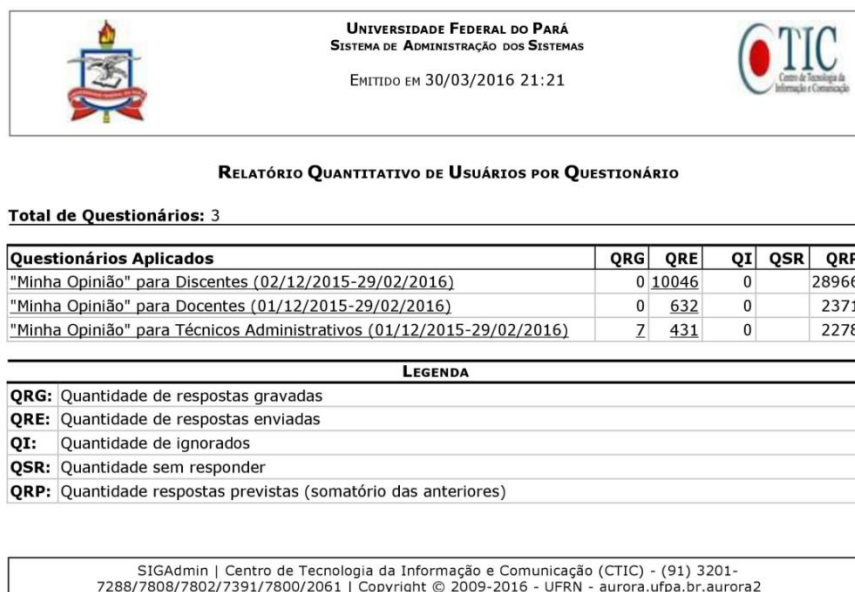 UNIVERSIDADE FEDERAL DO PARÁ
SISTEMA DE ADMINISTRAÇÃO DOS SISTEMAS
EMITIDO EM 30/03/2016 21:21
TIC
Centro de Tecnologia da
Informação e Comunicação
RELATÓRIO QUANTITATIVO DE USUÁRIOS POR QUESTIONÁRIO
Total de Questionários: 3
Questionários Aplicados QRG QRE QI QSR QRP
"Minha Opinião" para Discentes (02/12/2015-29/02/2016) 0 10046 0 28966
"Minha Opinião" para Docentes (01/12/2015-29/02/2016) 0 632 0 2371
"Minha Opinião" para Técnicos Administrativos (01/12/2015-29/02/2016) 7 431 0 2278
LEGENDA
QRG: Quantidade de respostas gravadas
QRE: Quantidade de respostas enviadas
QI: Quantidade de ignorados
QSR: Quantidade sem responder
QRP: Quantidade respostas previstas (somatório das anteriores)
SIGAdmin | Centro de Tecnologia da Informação e Comunicação (CTIC) - (91) 3201-
7288/7808/7802/7391/7800/2061 | Copyright © 2009-2016 - UFRN - aurora.ufpa.br.aurora2